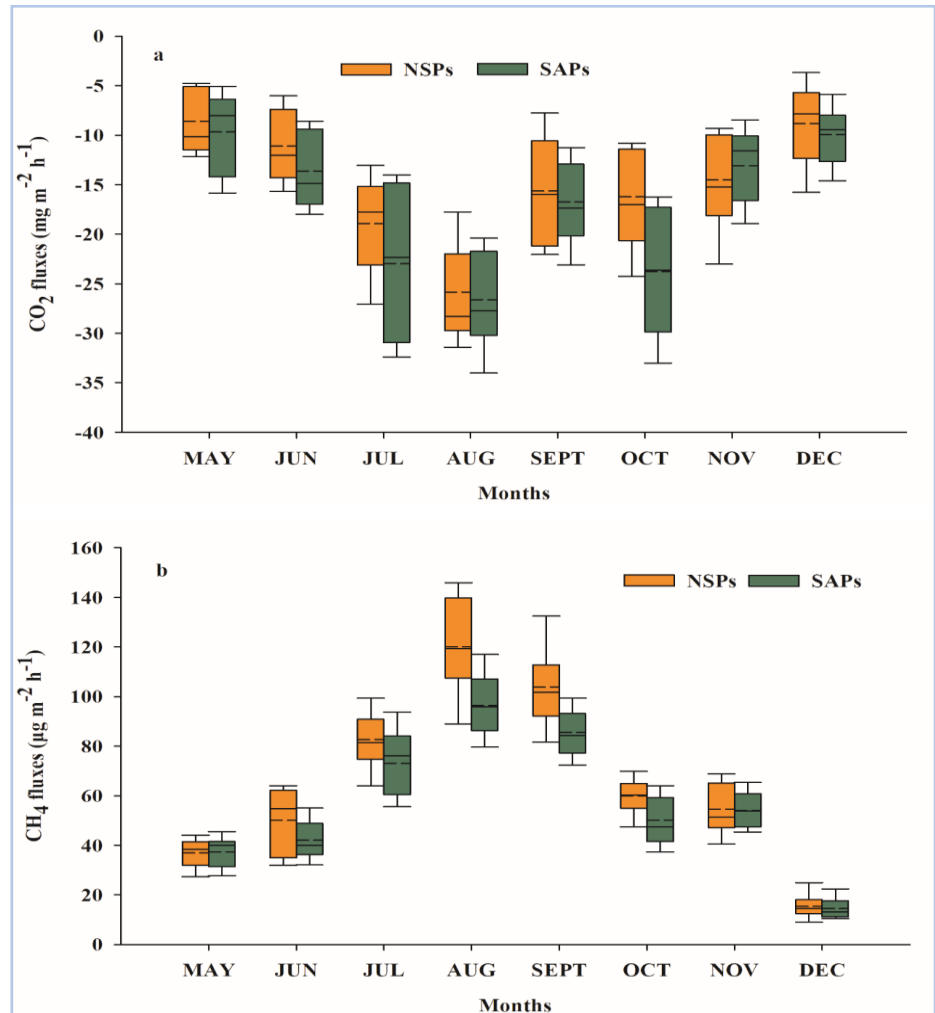 0
a
NSPs SAPs
-5
-10
-15
-20
-25
-30
-35
-40
CO2 fluxes (mg m-2 h-1)
MAY JUN JUL AUG SEPT OCT NOV DEC
Months
160
b
NSPs SAPs
140
120
100
80
60
40
20
0
CH4 fluxes (µg m-2 h-1)
MAY JUN JUL AUG SEPT OCT NOV DEC
Months